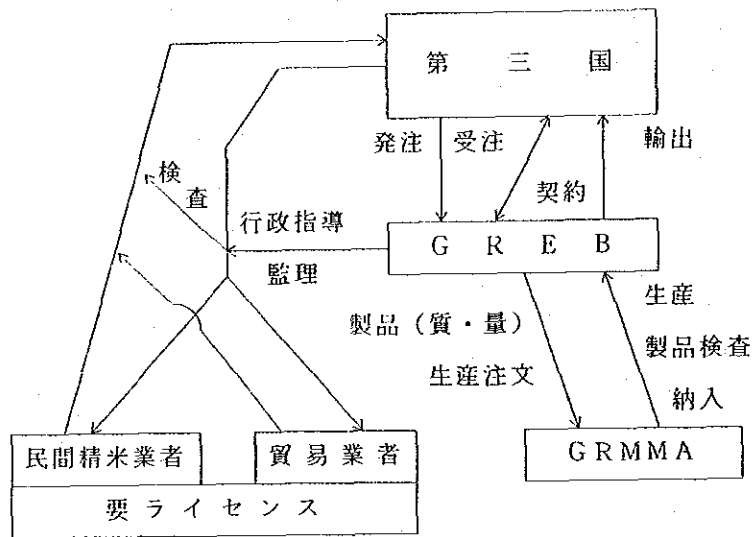 第三国
発注
受注
輸出
検査
契約
行政指導
GREB
監理
生産
製品（質・量）
製品検査
生産注文
納入
民間精米業者
貿易業者
GRMMA
要ライセンス